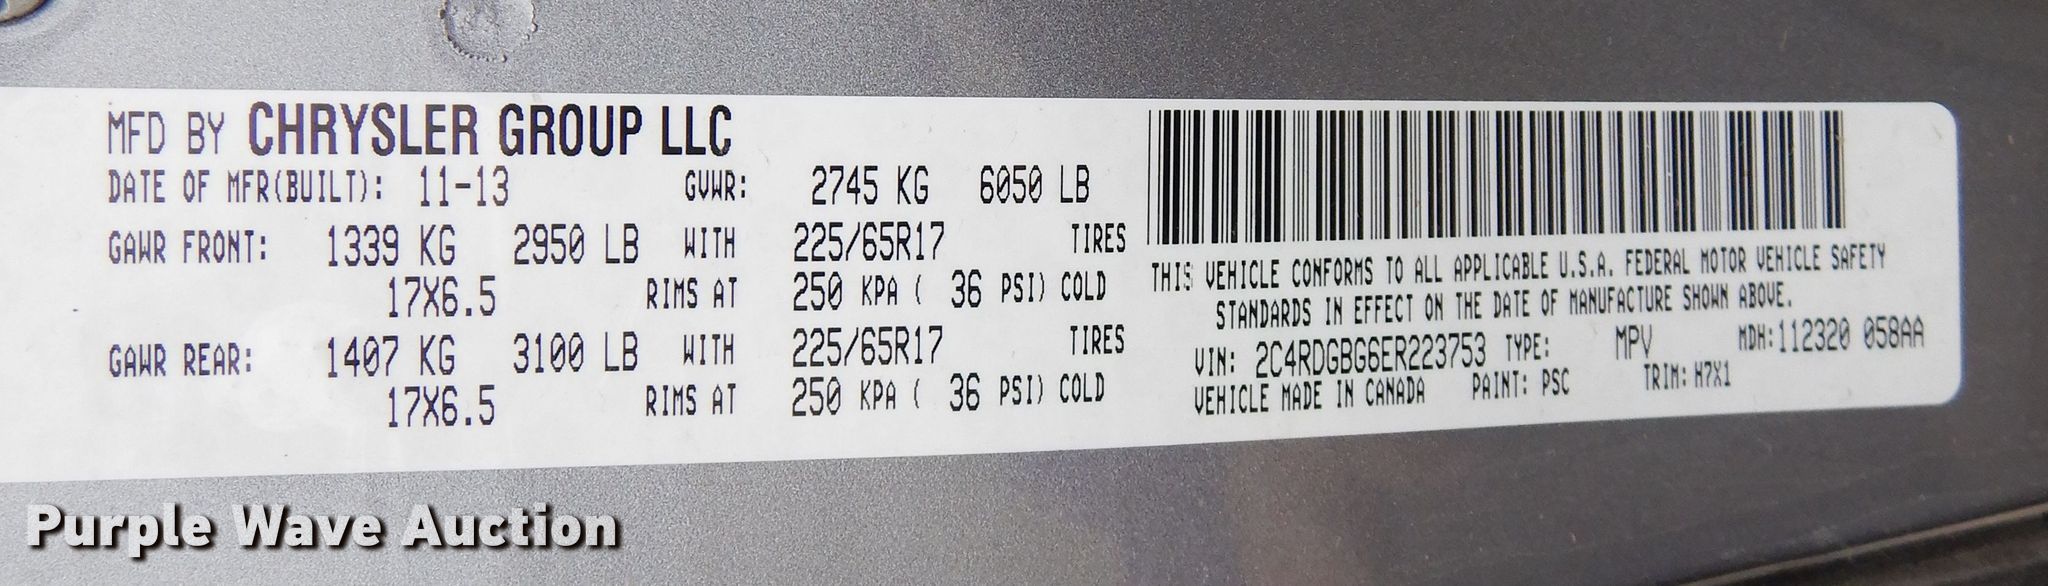 MFD BY CHRYSLER GROUP LLC
DATE OF MFR(BUILT): 11-13 GVWR: 2745 KG 6050 LB
GAWR FRONT: 1339 KG 2950 LB WITH 225/65R17 TIRES
17X6.5 RIMS AT 250 KPA ( 36 PSI) COLD
GAWR REAR: 1407 KG 3100 LB WITH 225/65R17 TIRES
17X6.5 RIMS AT 250 KPA ( 36 PSI) COLD
THIS VEHICLE CONFORMS TO ALL APPLICABLE U.S.A. FEDERAL MOTOR VEHICLE SAFETY
STANDARDS IN EFFECT ON THE DATE OF MANUFACTURE SHOWN ABOVE.
VIN: 2C4RDGBG6ER223753 TYPE: MPV MDH:112320 058AA
VEHICLE MADE IN CANADA PAINT: PSC TRIM: H7X1
Purple Wave Auction